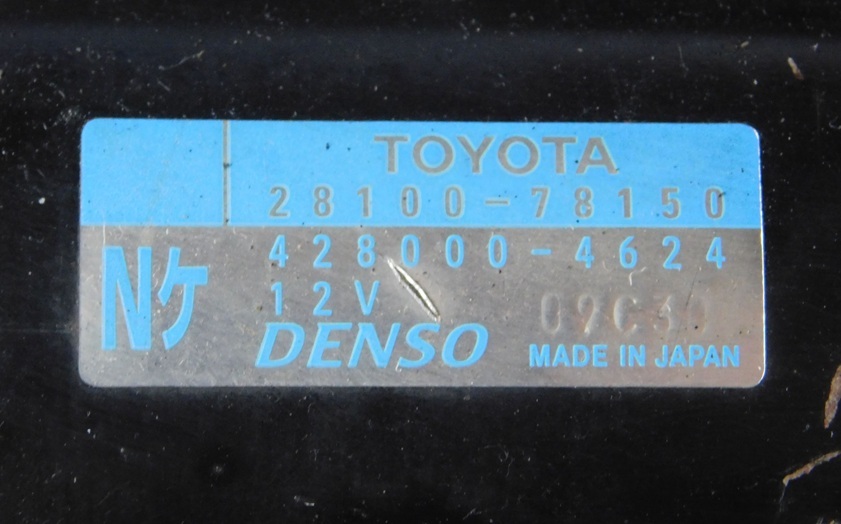 TOYOTA
28100-78150
428000-4624
12V
Nケ
09C30
DENSO
MADE IN JAPAN